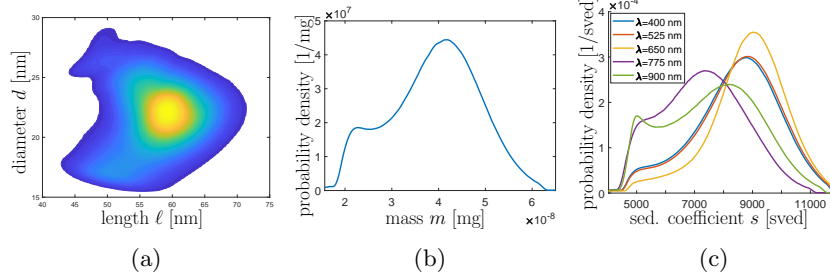 diameter d [nm]
30
25
20
15
40 45 50 55 60 65 70 75
length ℓ [nm]
(a)
×10⁷
probability density [1/mg]
5
4
3
2
1
0
2 3 4 5 6
×10⁻⁸
mass m [mg]
(b)
×10⁻⁴
probability density [1/sved]
4
3
2
1
0
λ=400 nm
λ=525 nm
λ=650 nm
λ=775 nm
λ=900 nm
5000 7000 9000 11000
sed. coefficient s [sved]
(c)